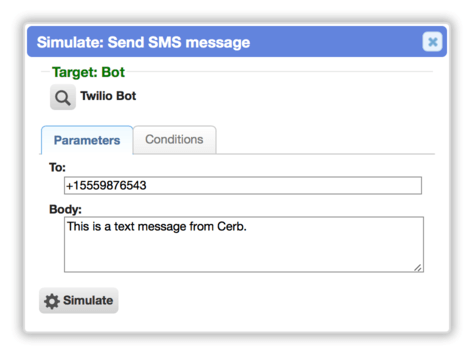 Simulate: Send SMS message
Target: Bot
Twilio Bot
Parameters Conditions
To:
+15559876543
Body:
This is a text message from Cerb.
Simulate